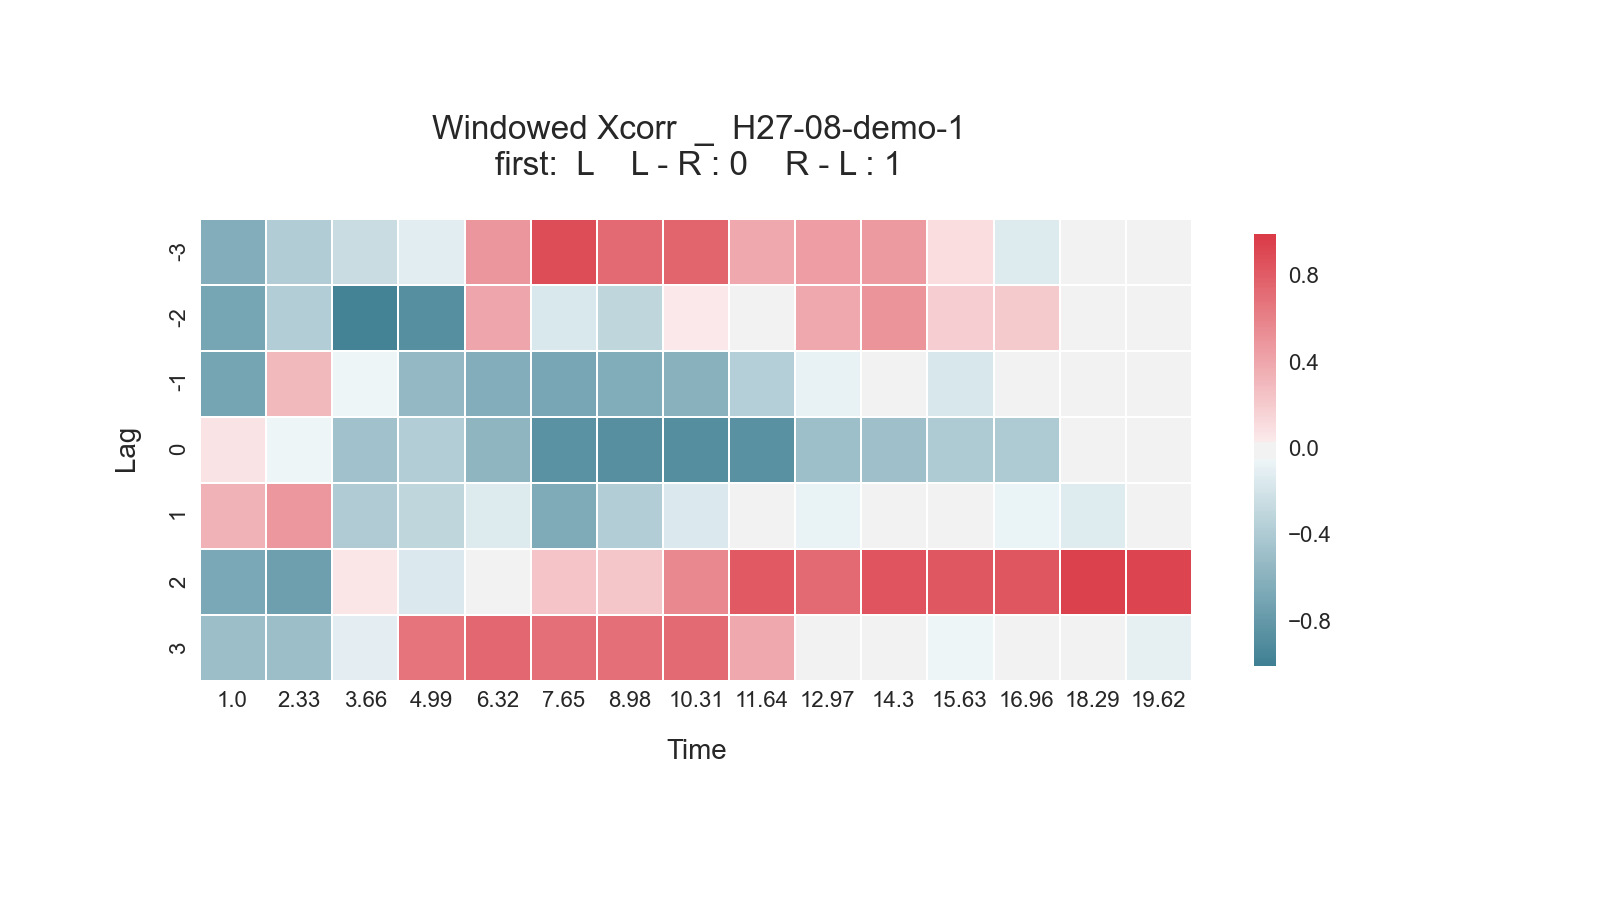 Windowed Xcorr _ H27-08-demo-1
first: L L - R : 0 R - L : 1
Lag
-3
-2
-1
0
1
2
3
1.0 2.33 3.66 4.99 6.32 7.65 8.98 10.31 11.64 12.97 14.3 15.63 16.96 18.29 19.62
Time
0.8
0.4
0.0
−0.4
−0.8